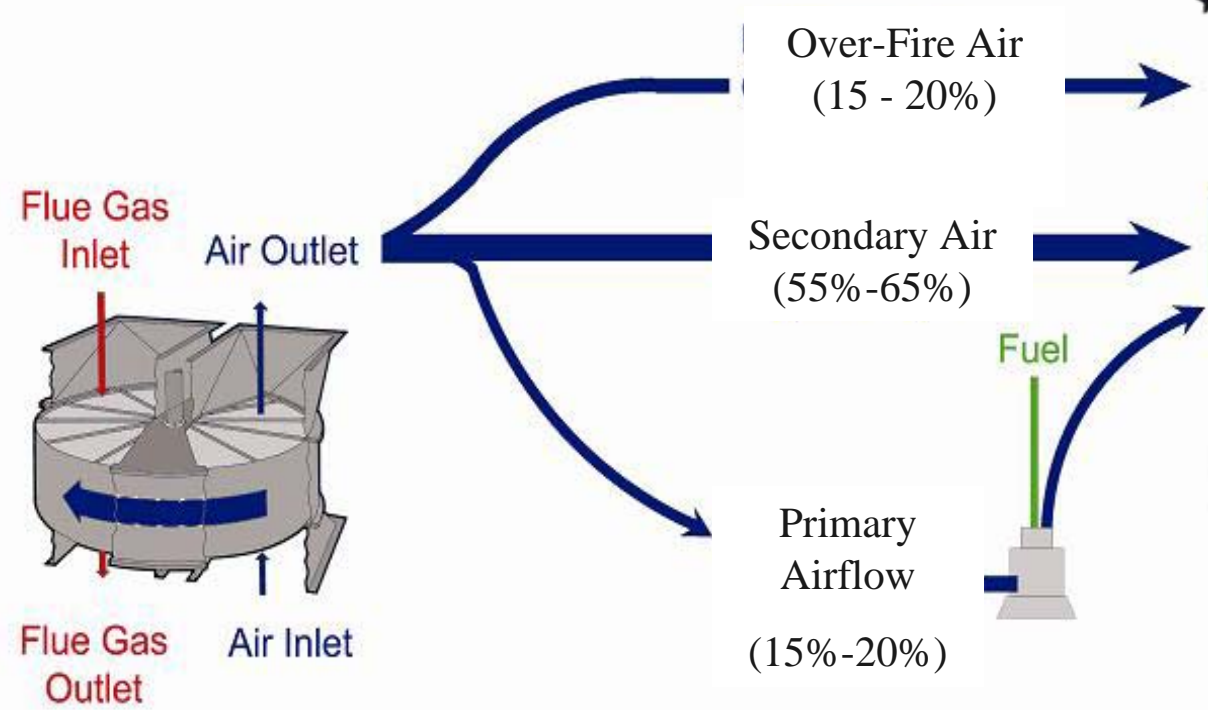 Over-Fire Air
(15 - 20%)
Flue Gas
Inlet
Air Outlet
Secondary Air
(55%-65%)
Fuel
Primary
Airflow
(15%-20%)
Flue Gas
Outlet
Air Inlet